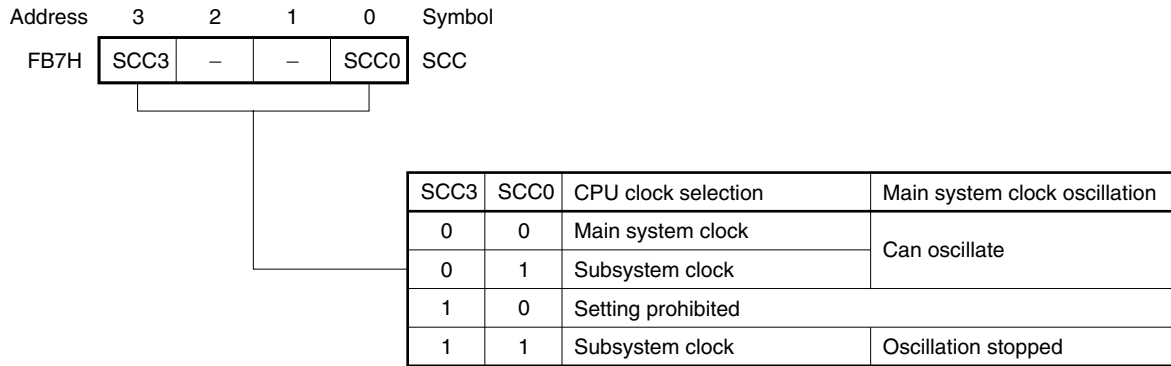 Address 3 2 1 0 Symbol
FB7H SCC3 – – SCC0 SCC
SCC3 SCC0 CPU clock selection Main system clock oscillation
0 0 Main system clock Can oscillate
0 1 Subsystem clock
1 0 Setting prohibited
1 1 Subsystem clock Oscillation stopped